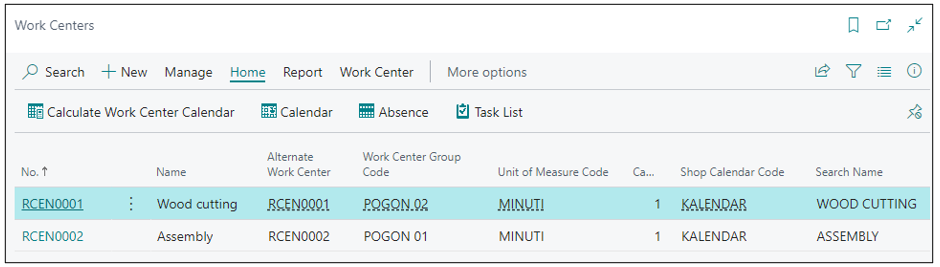 Work Centers
Search New Manage Home Report Work Center More options
Calculate Work Center Calendar Calendar Absence Task List
No. ↑ Name Alternate Work Center Work Center Group Code Unit of Measure Code Ca... Shop Calendar Code Search Name
RCEN0001 Wood cutting RCEN0001 POGON 02 MINUTI 1 KALENDAR WOOD CUTTING
RCEN0002 Assembly RCEN0002 POGON 01 MINUTI 1 KALENDAR ASSEMBLY